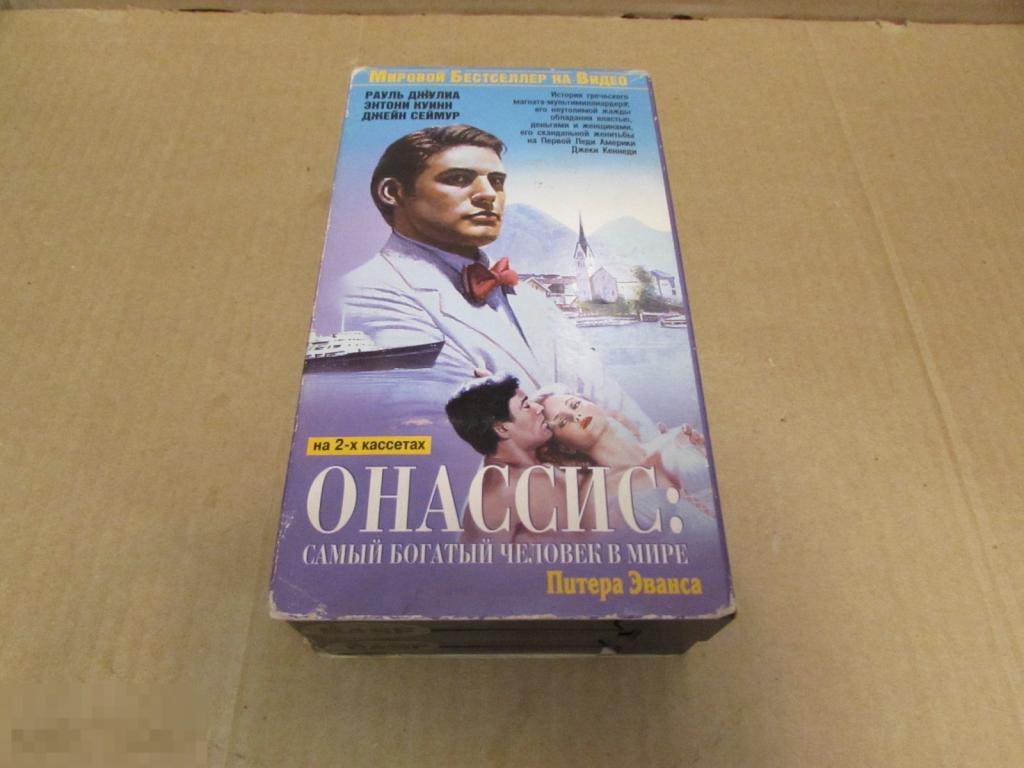 Мировой Бестселлер на Видео
РАУЛЬ ДЖУЛИА
ЭНТОНИ КУИНН
ДЖЕЙН СЕЙМУР
История греческого
магната-мультимиллиардера,
его неутолимой жажды
обладания властью,
деньгами и женщинами,
его скандальной женитьбы
на Первой Леди Америки
Джеки Кеннеди
на 2-х кассетах
ОНАССИС:
САМЫЙ БОГАТЫЙ ЧЕЛОВЕК В МИРЕ
Питера Эванса
BASF
BASF